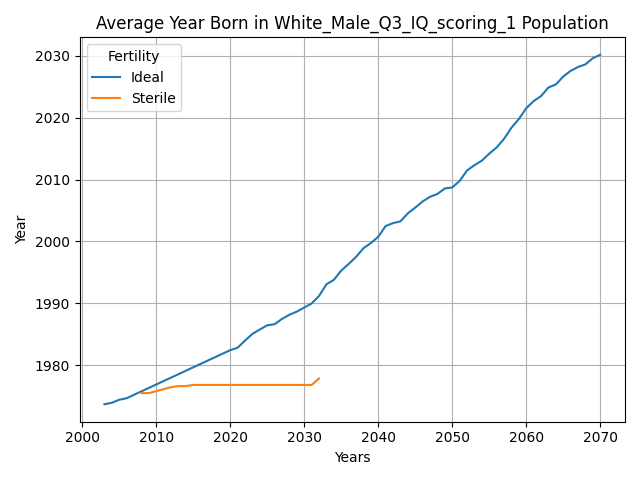 Average Year Born in White_Male_Q3_IQ_scoring_1 Population
Fertility
Ideal
Sterile
2030
2020
2010
2000
1990
1980
Year
2000 2010 2020 2030 2040 2050 2060 2070
Years